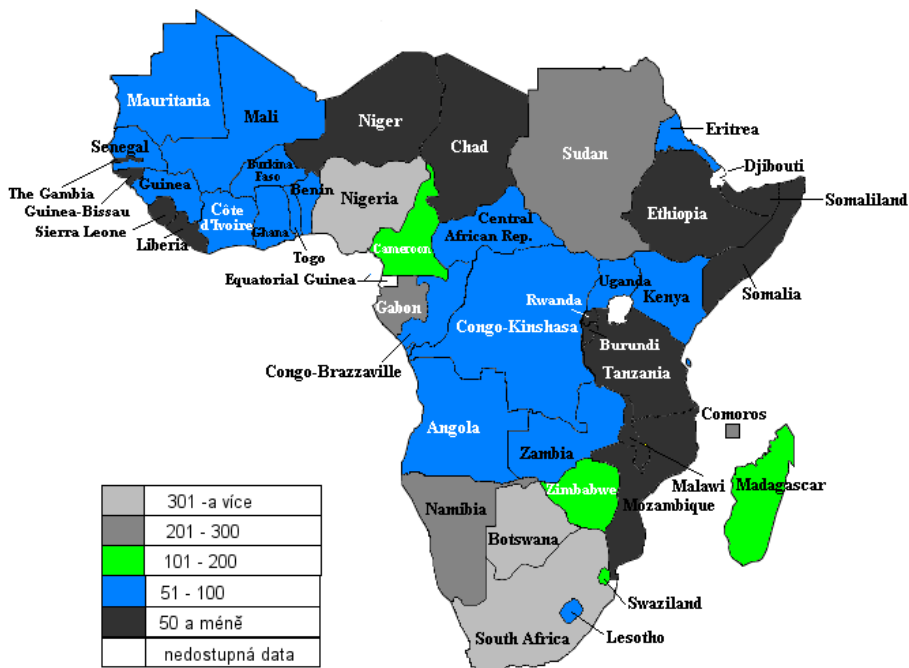 Mauritania
Mali
Niger
Chad
Sudan
Eritrea
Senegal
Djibouti
The Gambia
Guinea
Burkina
Faso
Benin
Nigeria
Guinea-Bissau
Côte
d'Ivoire
Ghana
Central
African Rep.
Ethiopia
Somaliland
Sierra Leone
Liberia
Togo
Cameroon
Equatorial Guinea
Uganda
Kenya
Somalia
Gabon
Rwanda
Congo-Kinshasa
Burundi
Congo-Brazzaville
Tanzania
Comoros
Angola
Zambia
Malawi
Madagascar
Zimbabwe
Mozambique
Namibia
Botswana
Swaziland
South Africa
Lesotho
301 -a více
201 - 300
101 - 200
51 - 100
50 a méně
nedostupná data